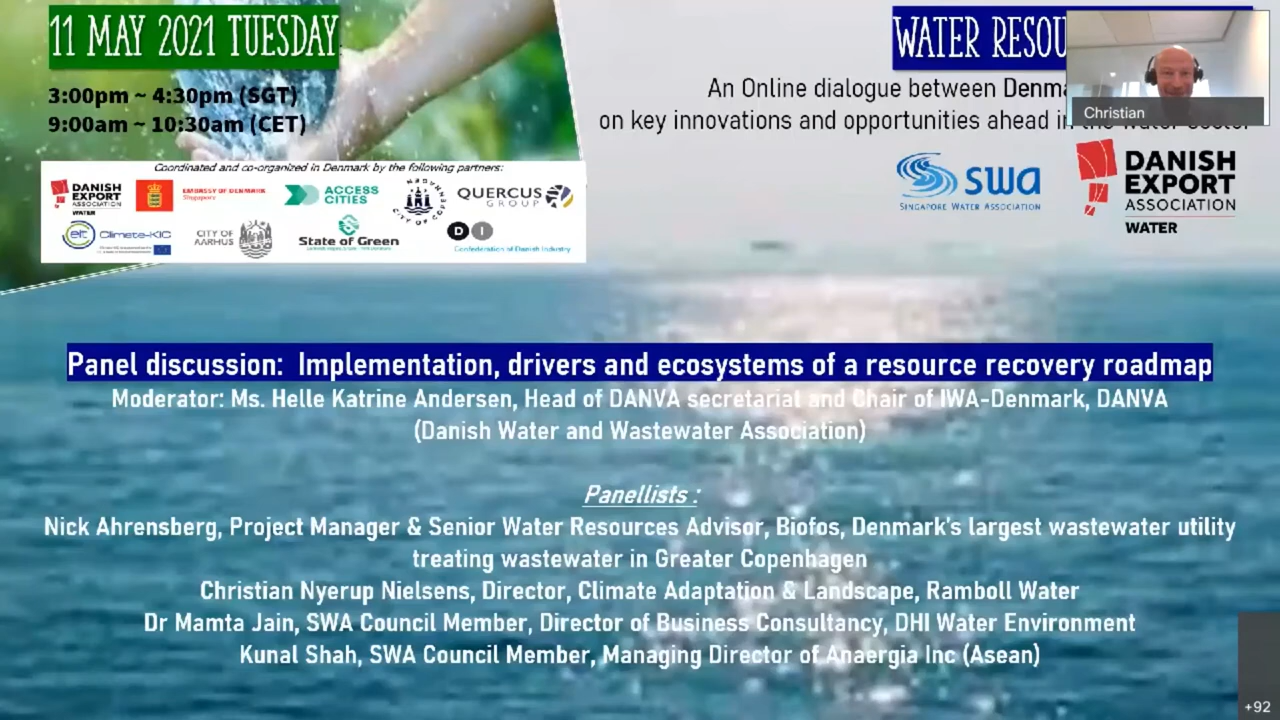 11 MAY 2021 TUESDAY
3:00pm ~ 4:30pm (SGT)
9:00am ~ 10:30am (CET)
Coordinated and co-organized in Denmark by the following partners:
DANISH
EXPORT
ASSOCIATION
WATER
EMBASSY OF DENMARK
Singapore
ACCESS
CITIES
CITY OF COPENHAGEN
QUERCUS
GROUP
eit Climate-KIC
CITY OF
AARHUS
State of Green
D I
Confederation of Danish Industry
WATER RESOU
Christian
An Online dialogue between Denma
on key innovations and opportunities ahead in the water sector
swa
SINGAPORE WATER ASSOCIATION
DANISH
EXPORT
ASSOCIATION
WATER
Panel discussion: Implementation, drivers and ecosystems of a resource recovery roadmap
Moderator: Ms. Helle Katrine Andersen, Head of DANVA secretariat and Chair of IWA-Denmark, DANVA
(Danish Water and Wastewater Association)
Panellists :
Nick Ahrensberg, Project Manager & Senior Water Resources Advisor, Biofos, Denmark's largest wastewater utility
treating wastewater in Greater Copenhagen
Christian Nyerup Nielsens, Director, Climate Adaptation & Landscape, Ramboll Water
Dr Mamta Jain, SWA Council Member, Director of Business Consultancy, DHI Water Environment
Kunal Shah, SWA Council Member, Managing Director of Anaergia Inc (Asean)
+92